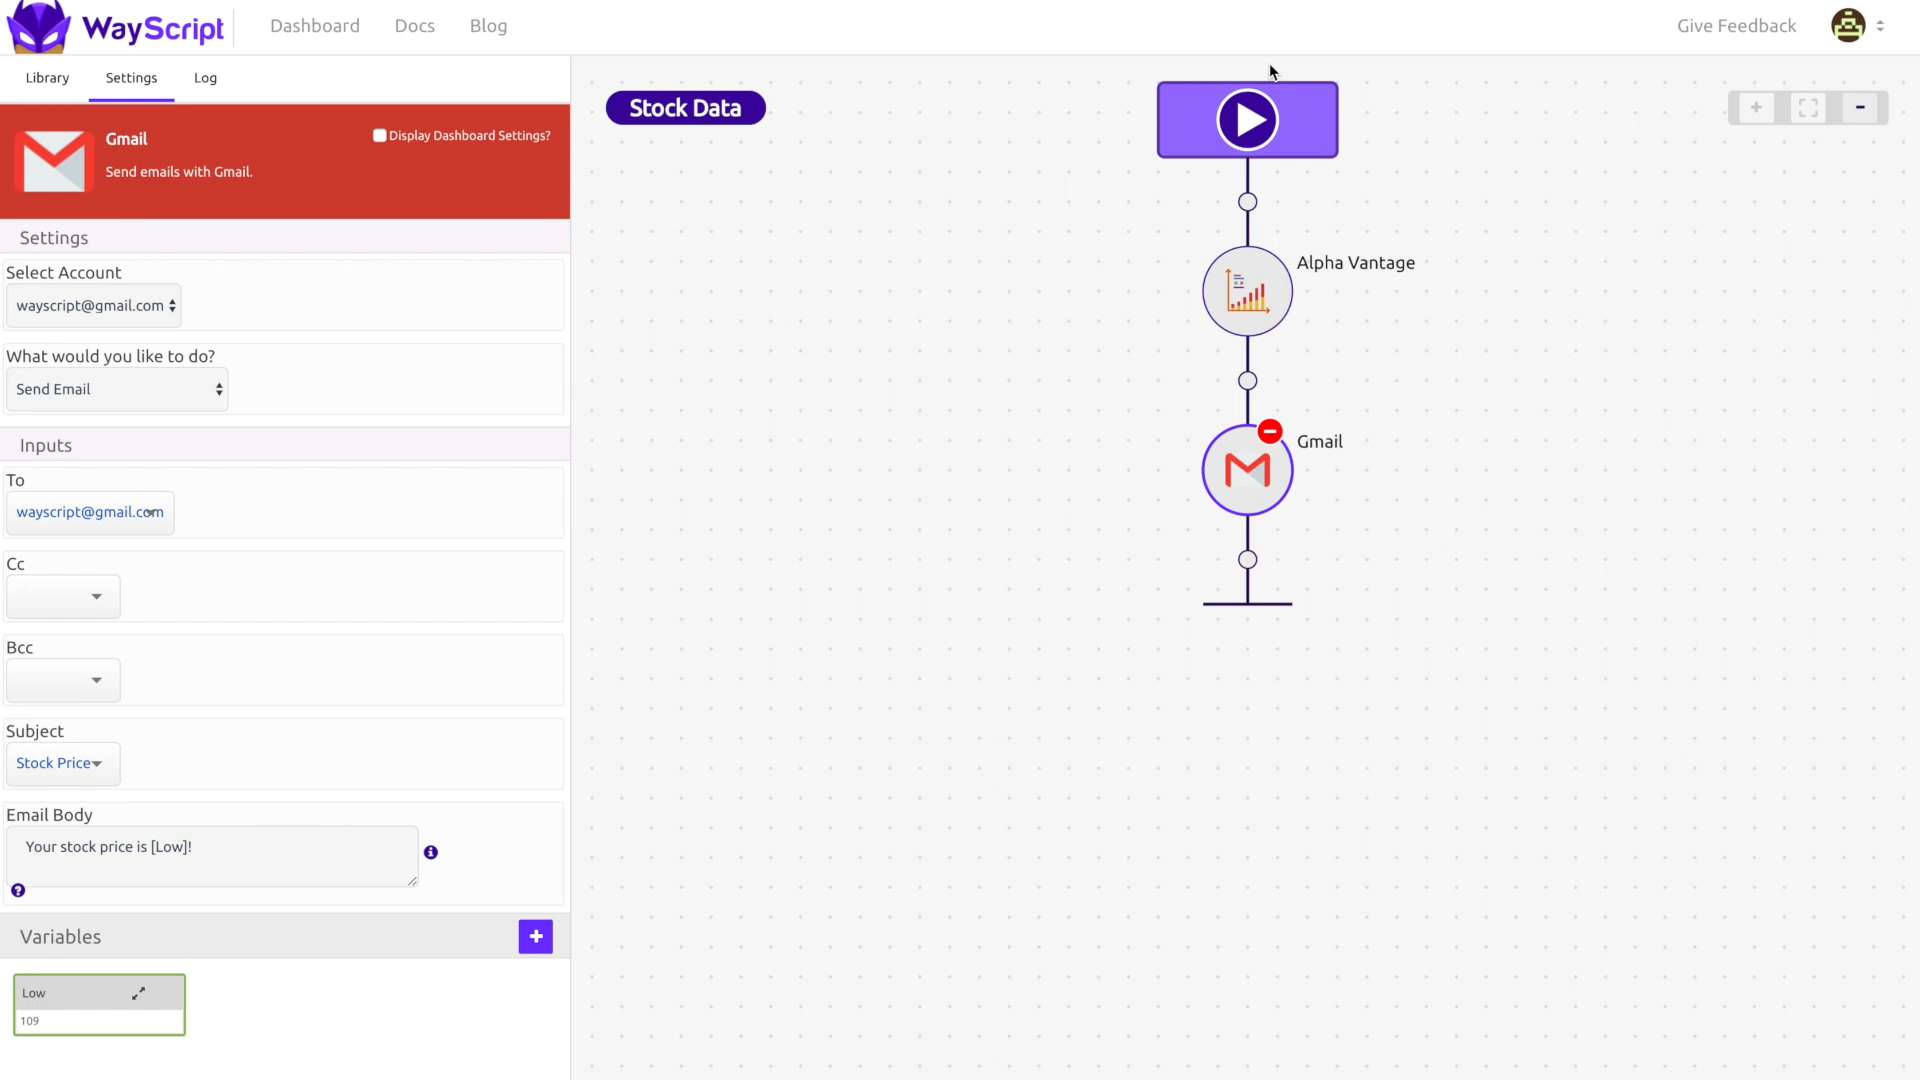 WayScript
Dashboard
Docs
Blog
Give Feedback
Library
Settings
Log
Gmail
Display Dashboard Settings?
Send emails with Gmail.
Settings
Select Account
wayscript@gmail.com
What would you like to do?
Send Email
Inputs
To
wayscript@gmail.com
Cc
Bcc
Subject
Stock Price
Email Body
Your stock price is [Low]!
Variables
Low
109
Stock Data
Alpha Vantage
Gmail